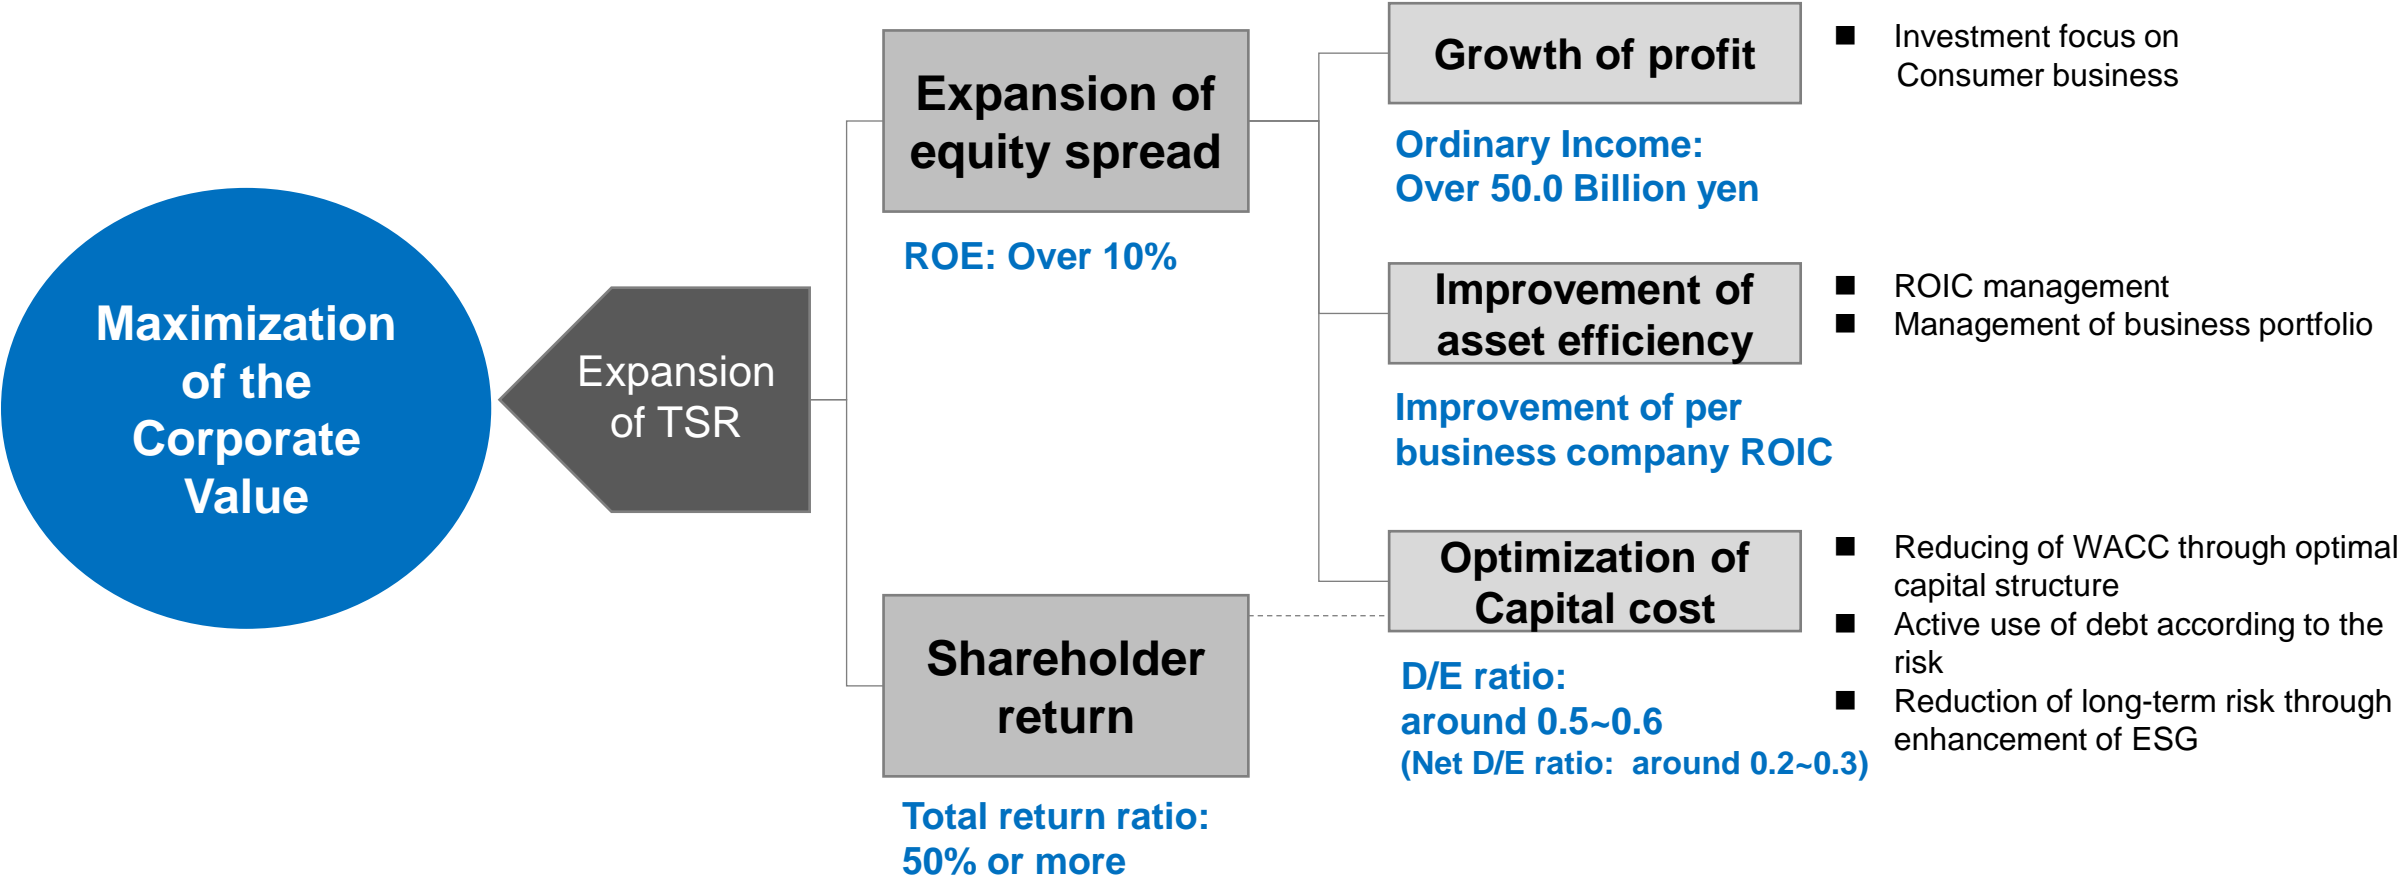 Maximization
of the
Corporate
Value
Expansion
of TSR
Expansion of
equity spread
ROE: Over 10%
Shareholder
return
Total return ratio:
50% or more
Growth of profit
Ordinary Income:
Over 50.0 Billion yen
■ Investment focus on
Consumer business
Improvement of
asset efficiency
Improvement of per
business company ROIC
■ ROIC management
■ Management of business portfolio
Optimization of
Capital cost
D/E ratio:
around 0.5~0.6
(Net D/E ratio: around 0.2~0.3)
■ Reducing of WACC through optimal
capital structure
■ Active use of debt according to the
risk
■ Reduction of long-term risk through
enhancement of ESG